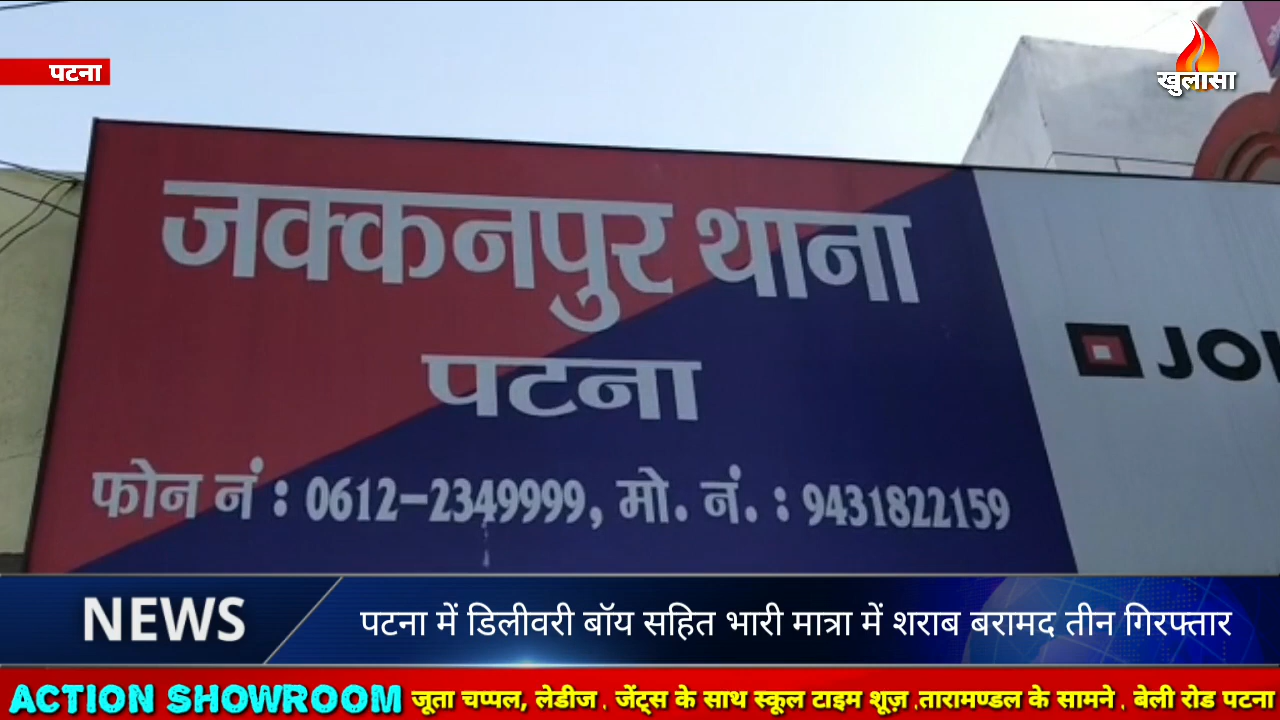 पटना
खुलासा
जक्कनपुर थाना
पटना
फोन नं : 0612-2349999, मो. नं. : 9431822159
NEWS
पटना में डिलीवरी बॉय सहित भारी मात्रा में शराब बरामद तीन गिरफ्तार
ACTION SHOWROOM जूता चप्पल, लेडीज . जेंट्स के साथ स्कूल टाइम शूज़ .तारामण्डल के सामने . बेली रोड पटना